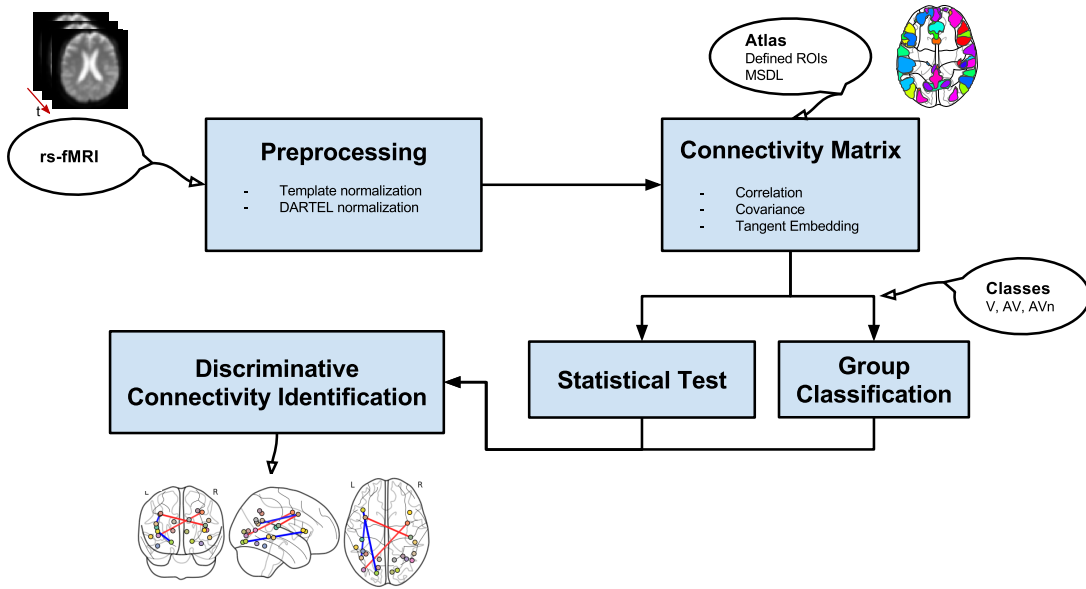 t
rs-fMRI
Preprocessing
- Template normalization
- DARTEL normalization
Atlas
Defined ROIs
MSDL
Connectivity Matrix
- Correlation
- Covariance
- Tangent Embedding
Classes
V, AV, AVn
Statistical Test
Group
Classification
Discriminative
Connectivity Identification
L R
L R